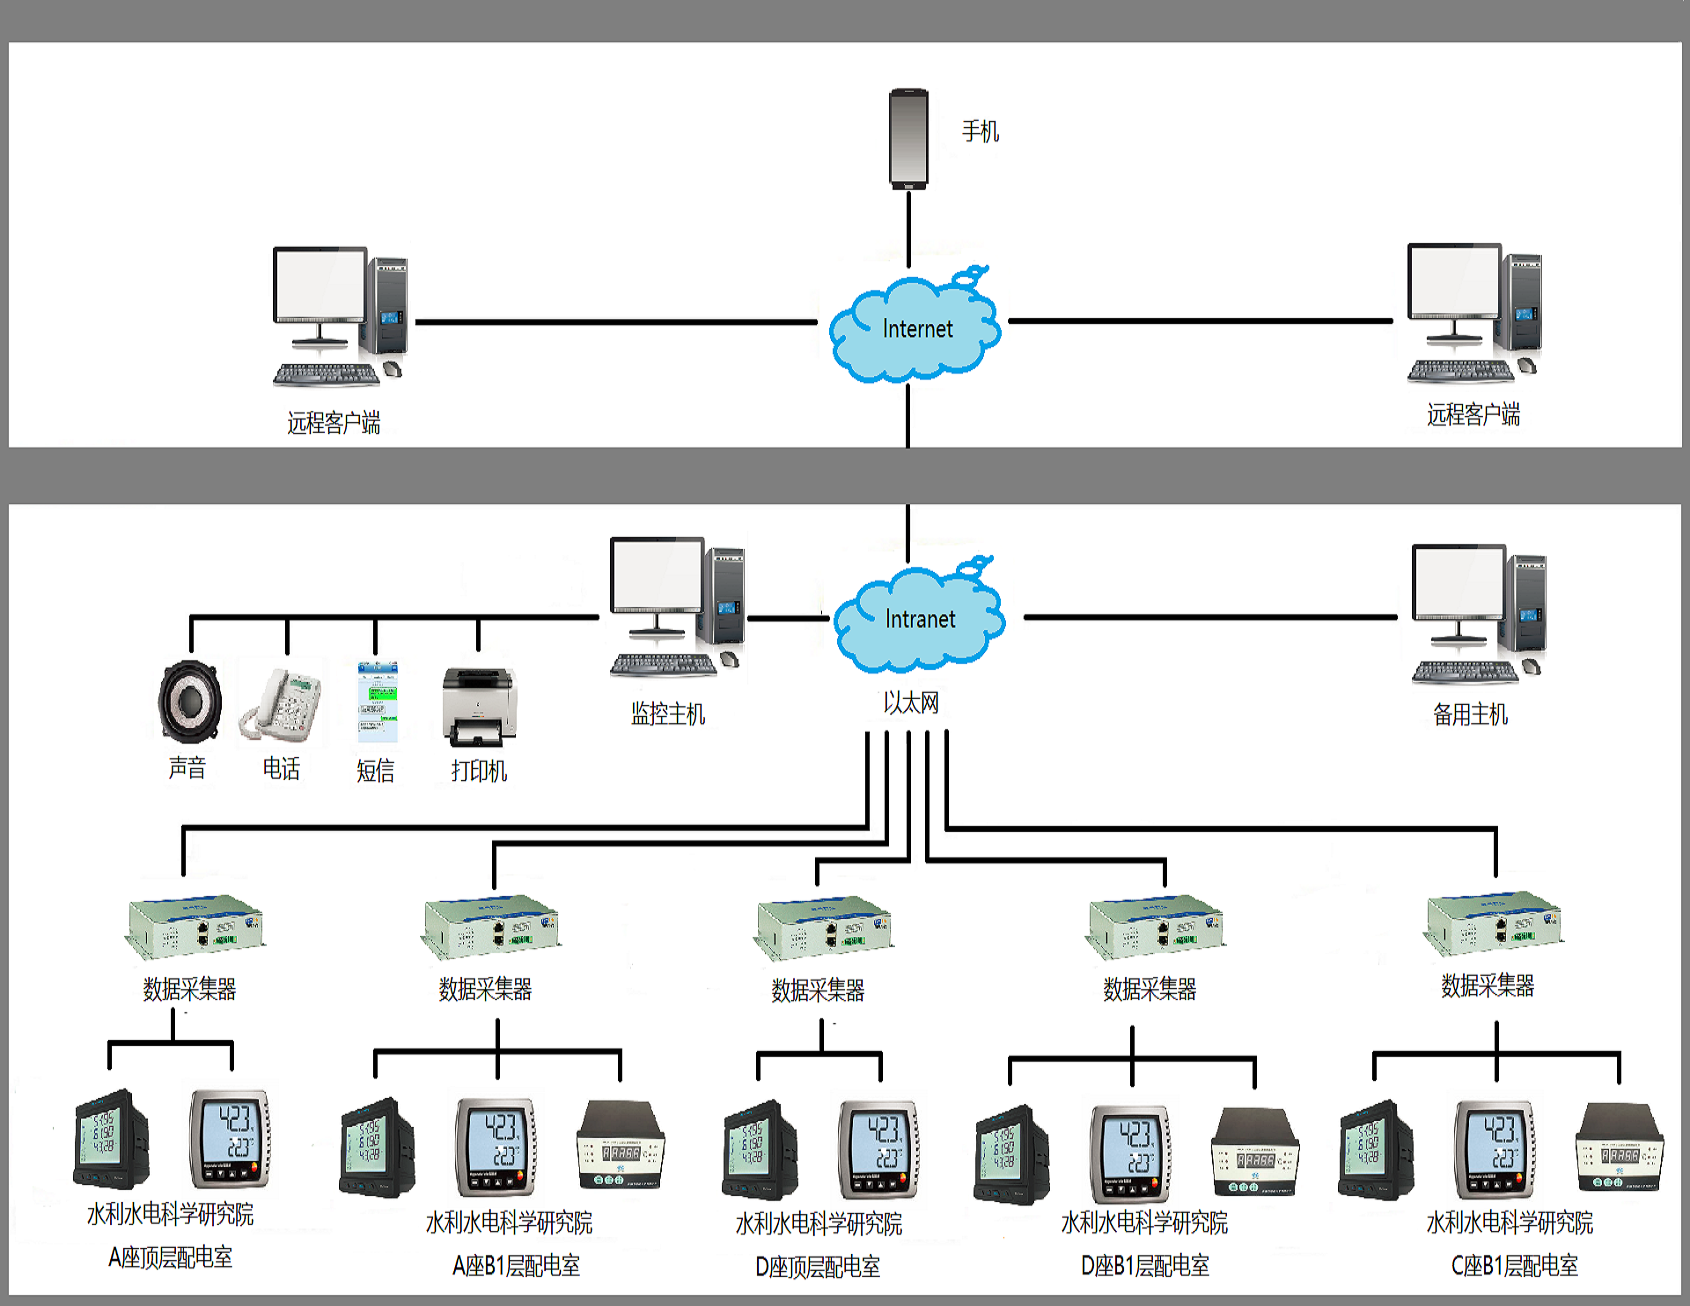 手机
Internet
远程客户端
远程客户端
Intranet
以太网
监控主机
备用主机
声音
电话
短信
打印机
数据采集器
数据采集器
数据采集器
数据采集器
数据采集器
水利水电科学研究院
A座顶层配电室
水利水电科学研究院
A座B1层配电室
水利水电科学研究院
D座顶层配电室
水利水电科学研究院
D座B1层配电室
水利水电科学研究院
C座B1层配电室